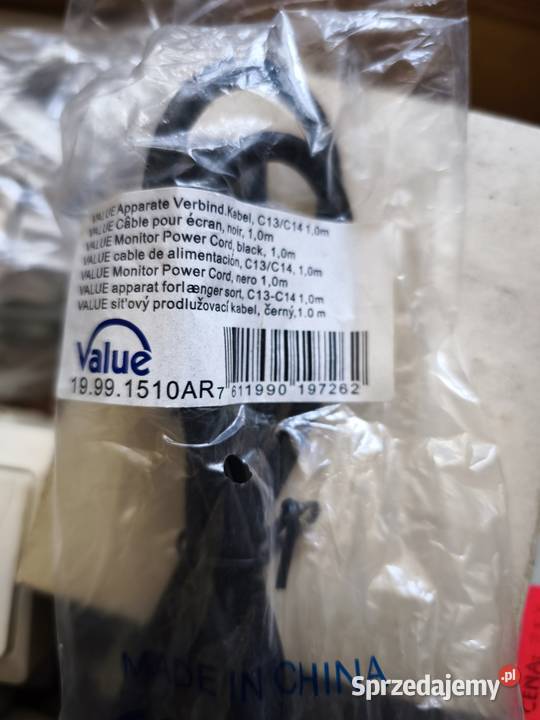 VALUE Apparate Verbind.Kabel, C13/C14 1,0m
VALUE Câble pour écran, noir, 1,0m
VALUE Monitor Power Cord, black, 1,0m
VALUE cable de alimentación, C13/C14, 1,0m
VALUE Monitor Power Cord, nero 1,0m
VALUE apparat forlænger sort, C13-C14 1,0m
VALUE sít'ový prodlužovací kabel, černý,1.0 m
Value
19.99.1510AR
7 611990 197262
MADE IN CHINA
CENA:
Sprzedajemy.pl